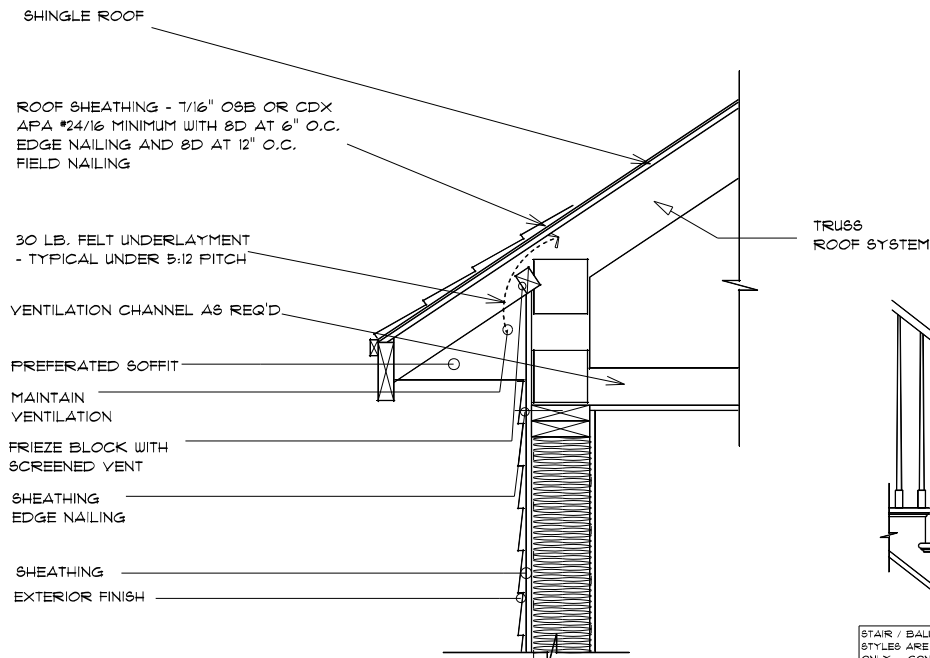 SHINGLE ROOF
ROOF SHEATHING - 7/16" OSB OR CDX
APA #24/16 MINIMUM WITH 8D AT 6" O.C.
EDGE NAILING AND 8D AT 12" O.C.
FIELD NAILING
30 LB. FELT UNDERLAYMENT
- TYPICAL UNDER 5:12 PITCH
TRUSS
ROOF SYSTEM
VENTILATION CHANNEL AS REQ'D
PREFERATED SOFFIT
MAINTAIN
VENTILATION
FRIEZE BLOCK WITH
SCREENED VENT
SHEATHING
EDGE NAILING
SHEATHING
EXTERIOR FINISH
STAIR /
STYLES ARE